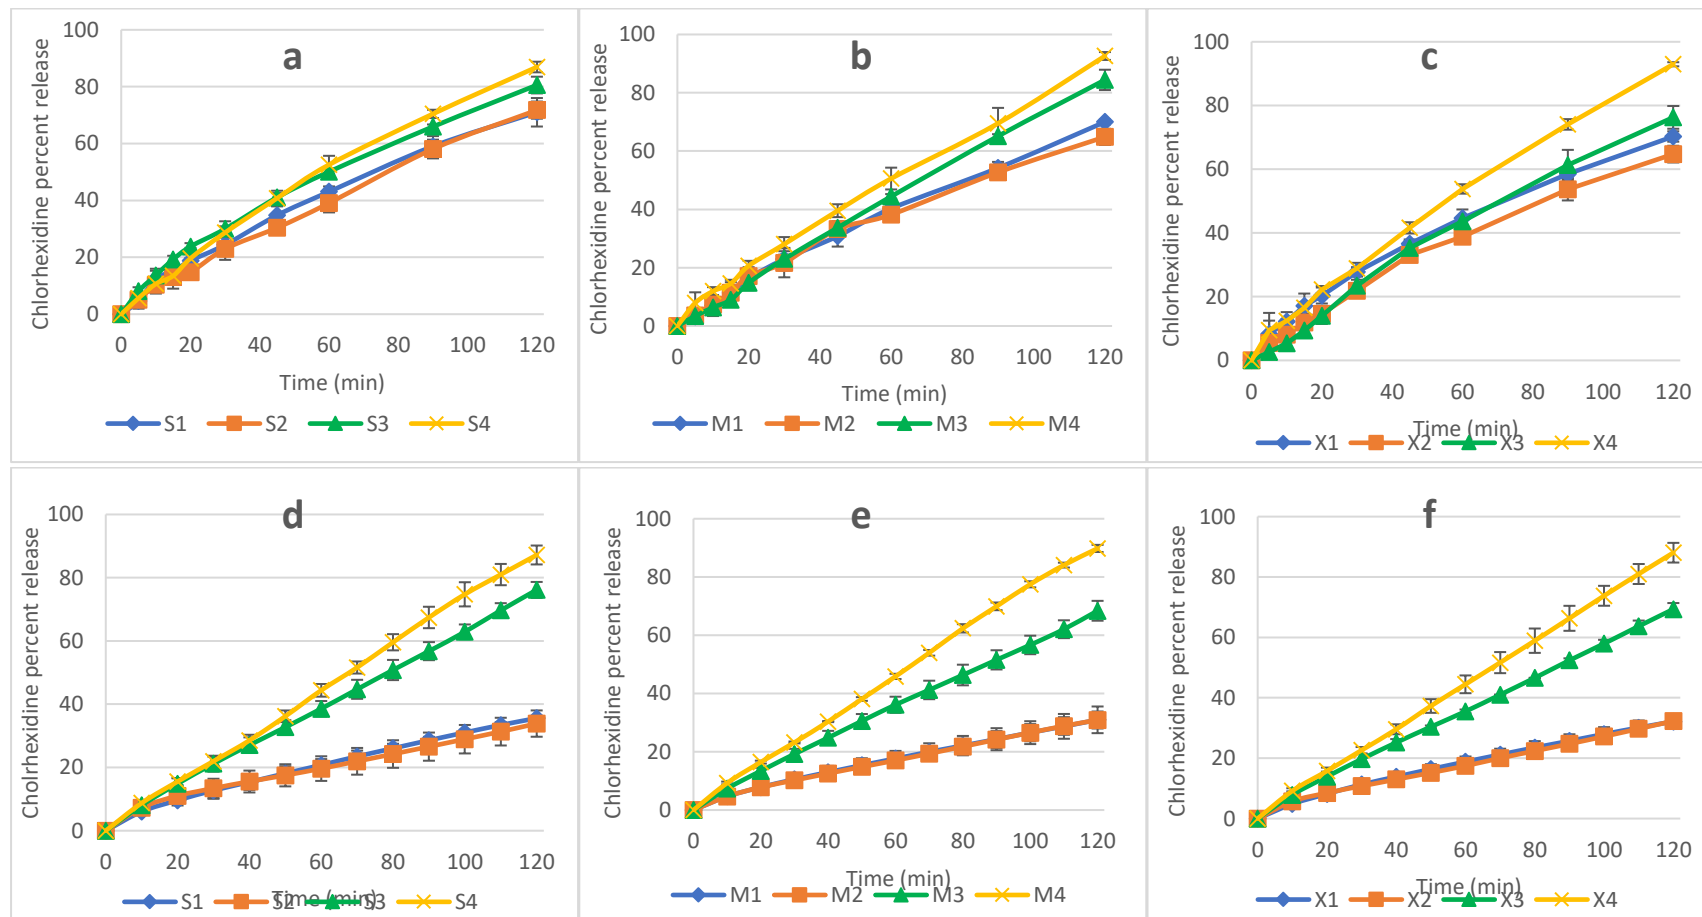 a
Chlorhexidine percent release
100
80
60
40
20
0
0 20 40 60 80 100 120
Time (min)
S1 S2 S3 S4
b
Chlorhexidine percent release
100
80
60
40
20
0
0 20 40 60 80 100 120
Time (min)
M1 M2 M3 M4
c
Chlorhexidine percent release
100
80
60
40
20
0
0 20 40 60 80 100 120
Time (min)
X1 X2 X3 X4
d
Cholrhexidine percent release
100
80
60
40
20
0
0 20 40 60 80 100 120
Time (min)
S1 S2 S3 S4
e
Chlorhexidine percent release
100
80
60
40
20
0
0 20 40 60 80 100 120
Time (min)
M1 M2 M3 M4
f
Chlorhexidine percent release
100
80
60
40
20
0
0 20 40 60 80 100 120
Time (min)
X1 X2 X3 X4